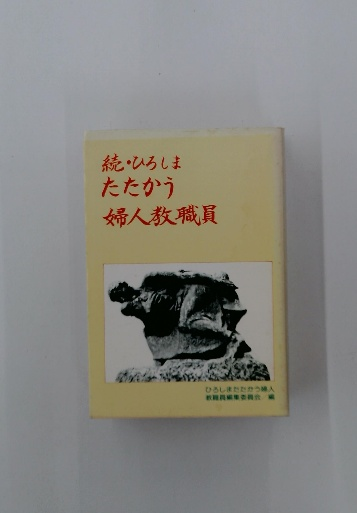 続・ひろしま
たたかう
婦人教職員
ひろしまたたかう婦人
教職員編集委員会 編